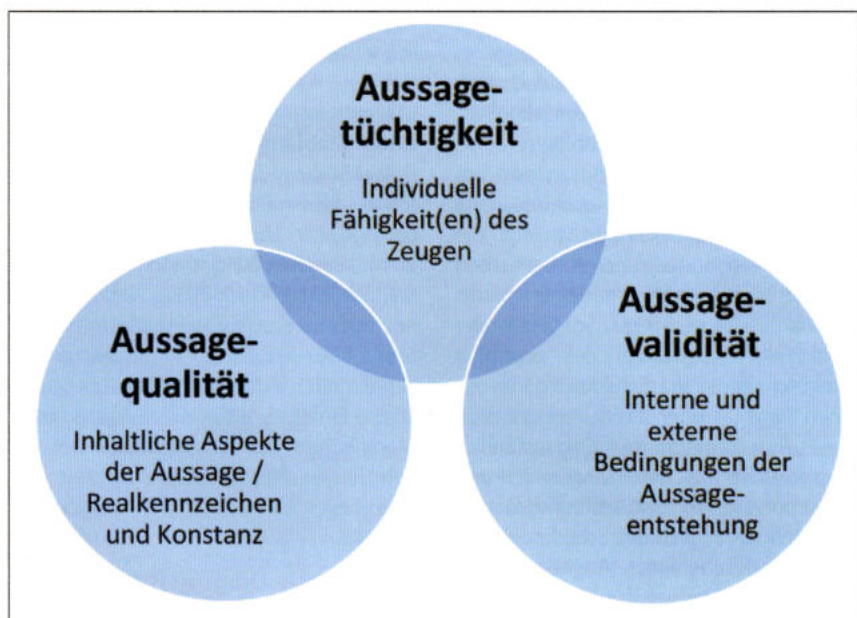 Aussage-
tüchtigkeit
Individuelle
Fähigkeit(en) des
Zeugen
Aussage-
qualität
Inhaltliche Aspekte
der Aussage /
Realkennzeichen
und Konstanz
Aussage-
validität
Interne und
externe
Bedingungen der
Aussage-
entstehung